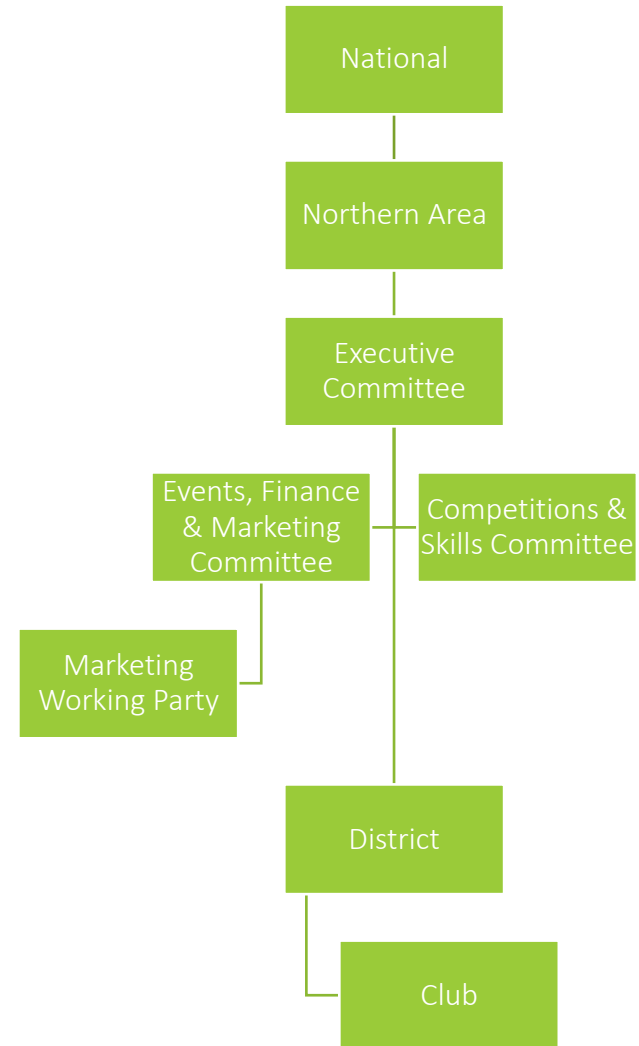 National
Northern Area
Executive
Committee
Events, Finance
& Marketing
Committee
Competitions &
Skills Committee
Marketing
Working Party
District
Club